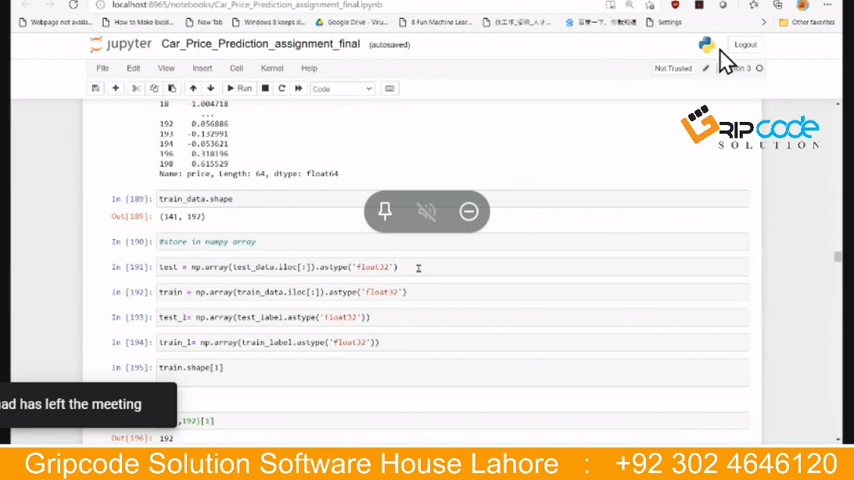 localhost:8965/notebooks/Car_Price_Prediction_assignment_final.ipynb
Webpage not availa... How to Make Excel... New Tab Windows 8 keeps s... Google Drive - Viru... 8 Fun Machine Lear... Settings Other favorites
jupyter Car_Price_Prediction_assignment_final (autosaved) Logout
File Edit View Insert Cell Kernel Help Not Trusted
Run Code
GRIPCODE
SOLUTION
18 -1.004718
...
192 0.056886
193 -0.132991
194 -0.053621
196 0.318196
198 0.615529
Name: price, Length: 64, dtype: float64
In [189]: train_data.shape
Out[189]: (141, 192)
In [190]: #store in numpy array
In [191]: test = np.array(test_data.iloc[:]).astype('float32')
In [192]: train = np.array(train_data.iloc[:]).astype('float32')
In [193]: test_l= np.array(test_label.astype('float32'))
In [194]: train_l= np.array(train_label.astype('float32'))
In [195]: train.shape[1]
has left the meeting
,192)[1]
Out[196]: 192
Gripcode Solution Software House Lahore : +92 302 4646120